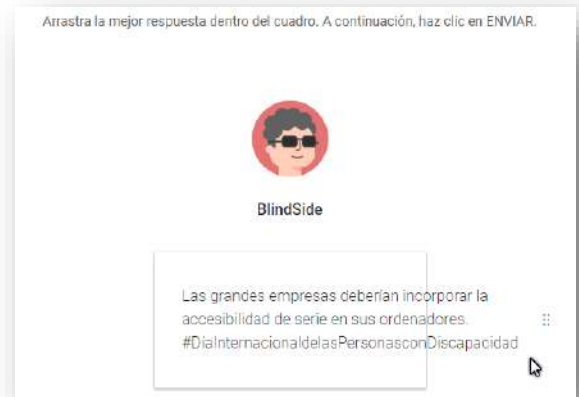 Arrastra la mejor respuesta dentro del cuadro. A continuación, haz clic en ENVIAR.
BlindSide
Las grandes empresas deberían incorporar la
accesibilidad de serie en sus ordenadores.
#DíaInternacionaldelasPersonasconDiscapacidad